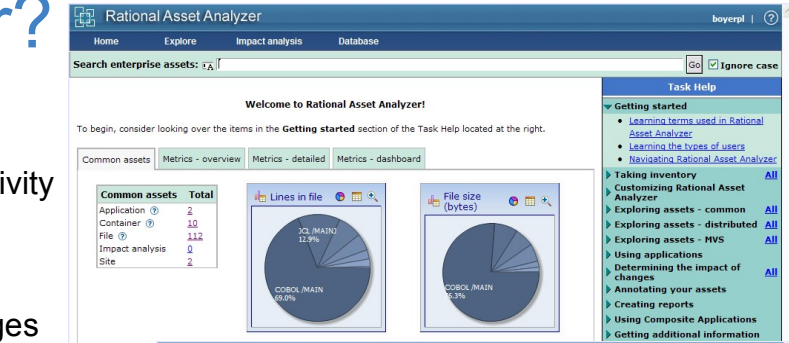 r?
ivity
ges
Rational Asset Analyzer
boyerpl | ?
Home Explore Impact analysis Database
Search enterprise assets: Go Ignore case
Welcome to Rational Asset Analyzer!
To begin, consider looking over the items in the Getting started section of the Task Help located at the right.
Common assets Metrics - overview Metrics - detailed Metrics - dashboard
Common assets Total
Application ? 2
Container ? 10
File ? 112
Impact analysis 0
Site 2
Lines in file
JCL /MAIN)
12.9%
COBOL /MAIN
69.0%
File size
(bytes)
COBOL /MAIN
Task Help
Getting started
• Learning terms used in Rational
Asset Analyzer
• Learning the types of users
• Navigating Rational Asset Analyzer
Taking inventory All
Customizing Rational Asset
Analyzer
Exploring assets - common All
Exploring assets - distributed All
Exploring assets - MVS All
Using applications
Determining the impact of
changes All
Annotating your assets
Creating reports
Using Composite Applications
Getting additional information